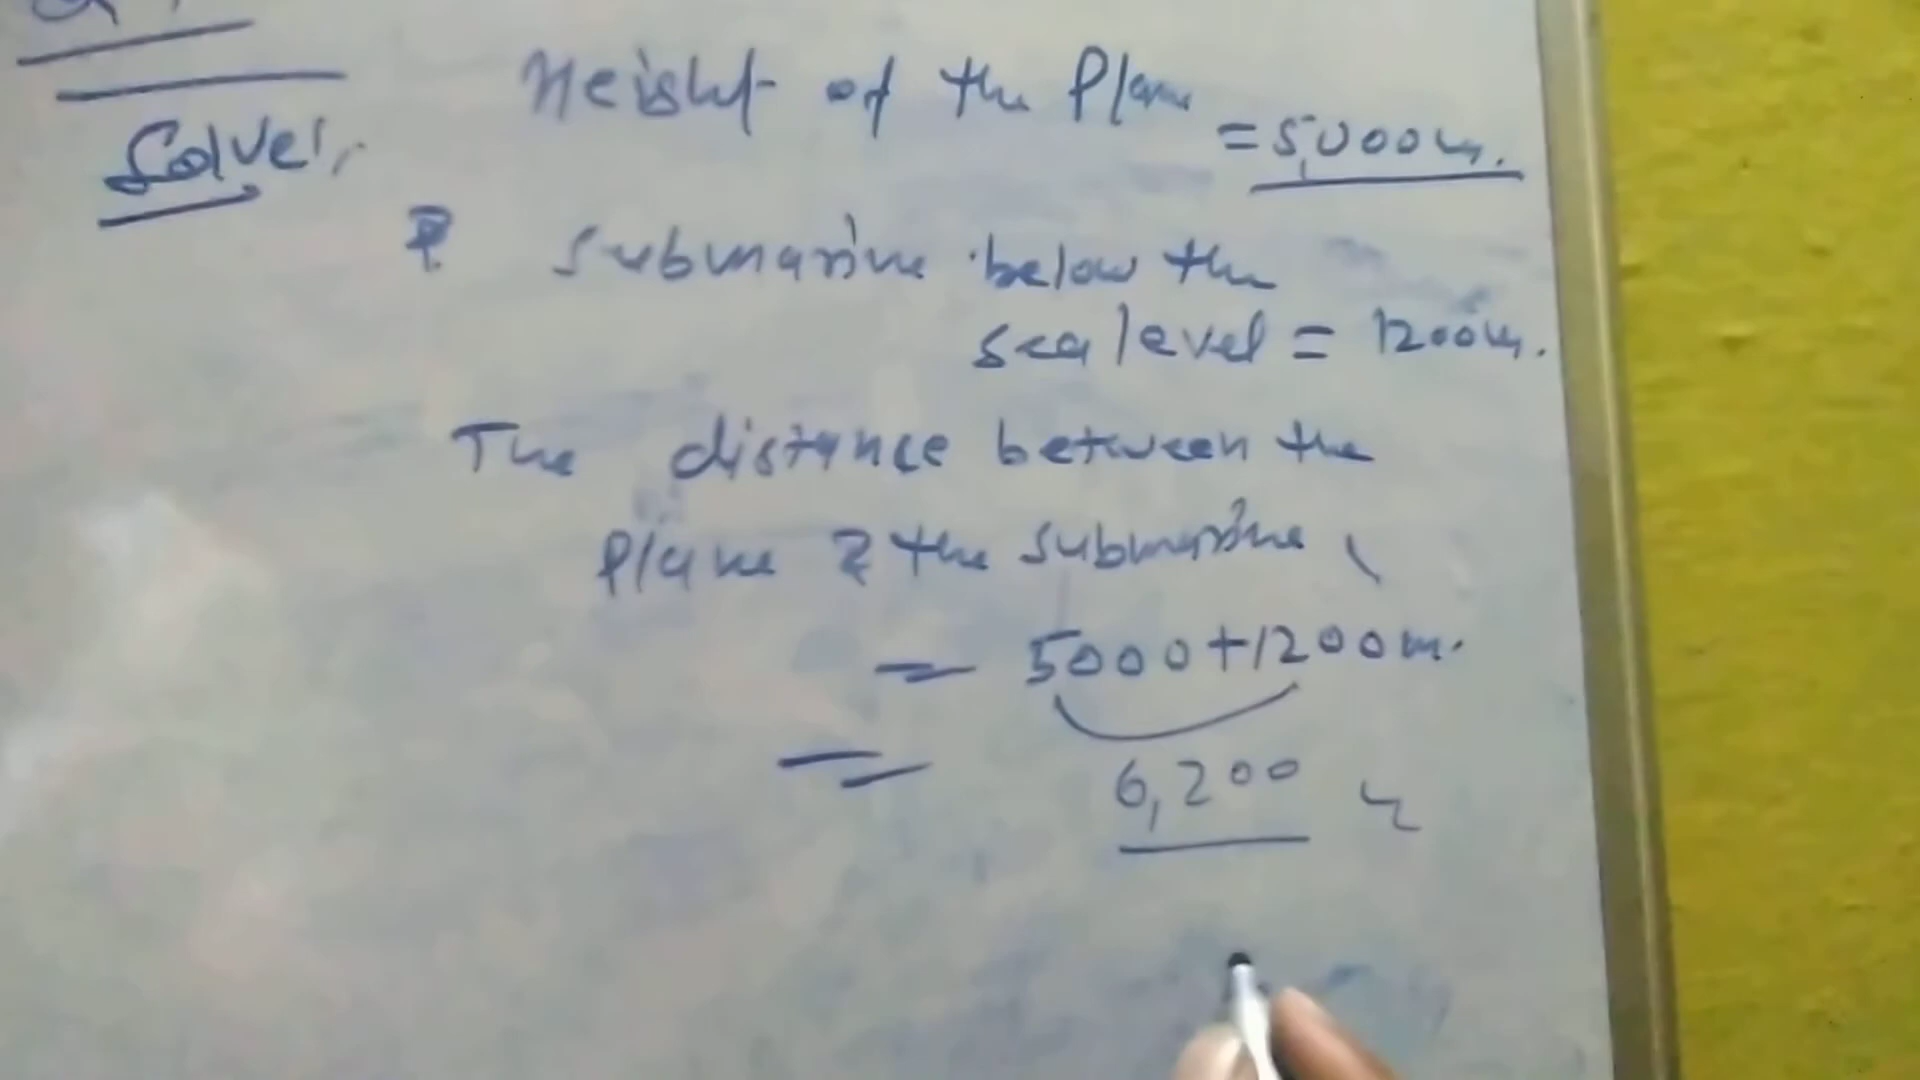 Solve:
Height of the Plane
= 5,000m.
& Submarine below the
sea level = 1200m.
The distance between the
Plane & the submarine,
= 5000+1200m.
= 6,200 m